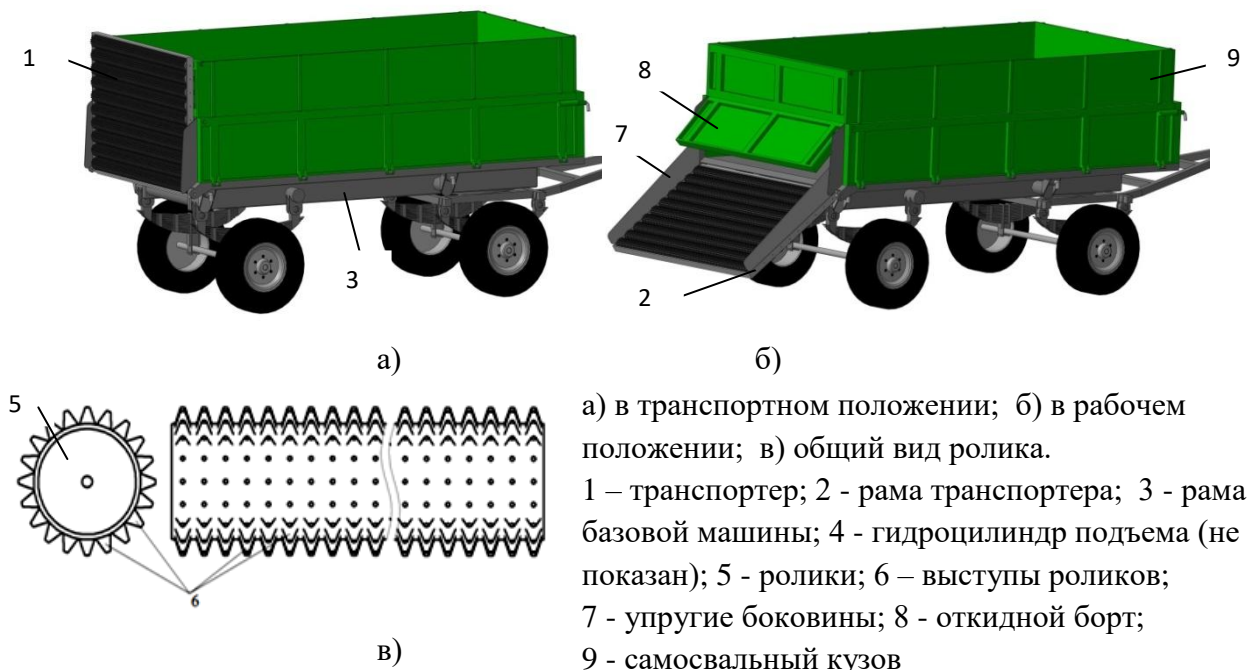 1
3
8
9
7
2
а)
б)
5
6
в)
а) в транспортном положении; б) в рабочем
положении; в) общий вид ролика.
1 – транспортер; 2 - рама транспортера; 3 - рама
базовой машины; 4 - гидроцилиндр подъема (не
показан); 5 - ролики; 6 – выступы роликов;
7 - упругие боковины; 8 - откидной борт;
9 - самосвальный кузов